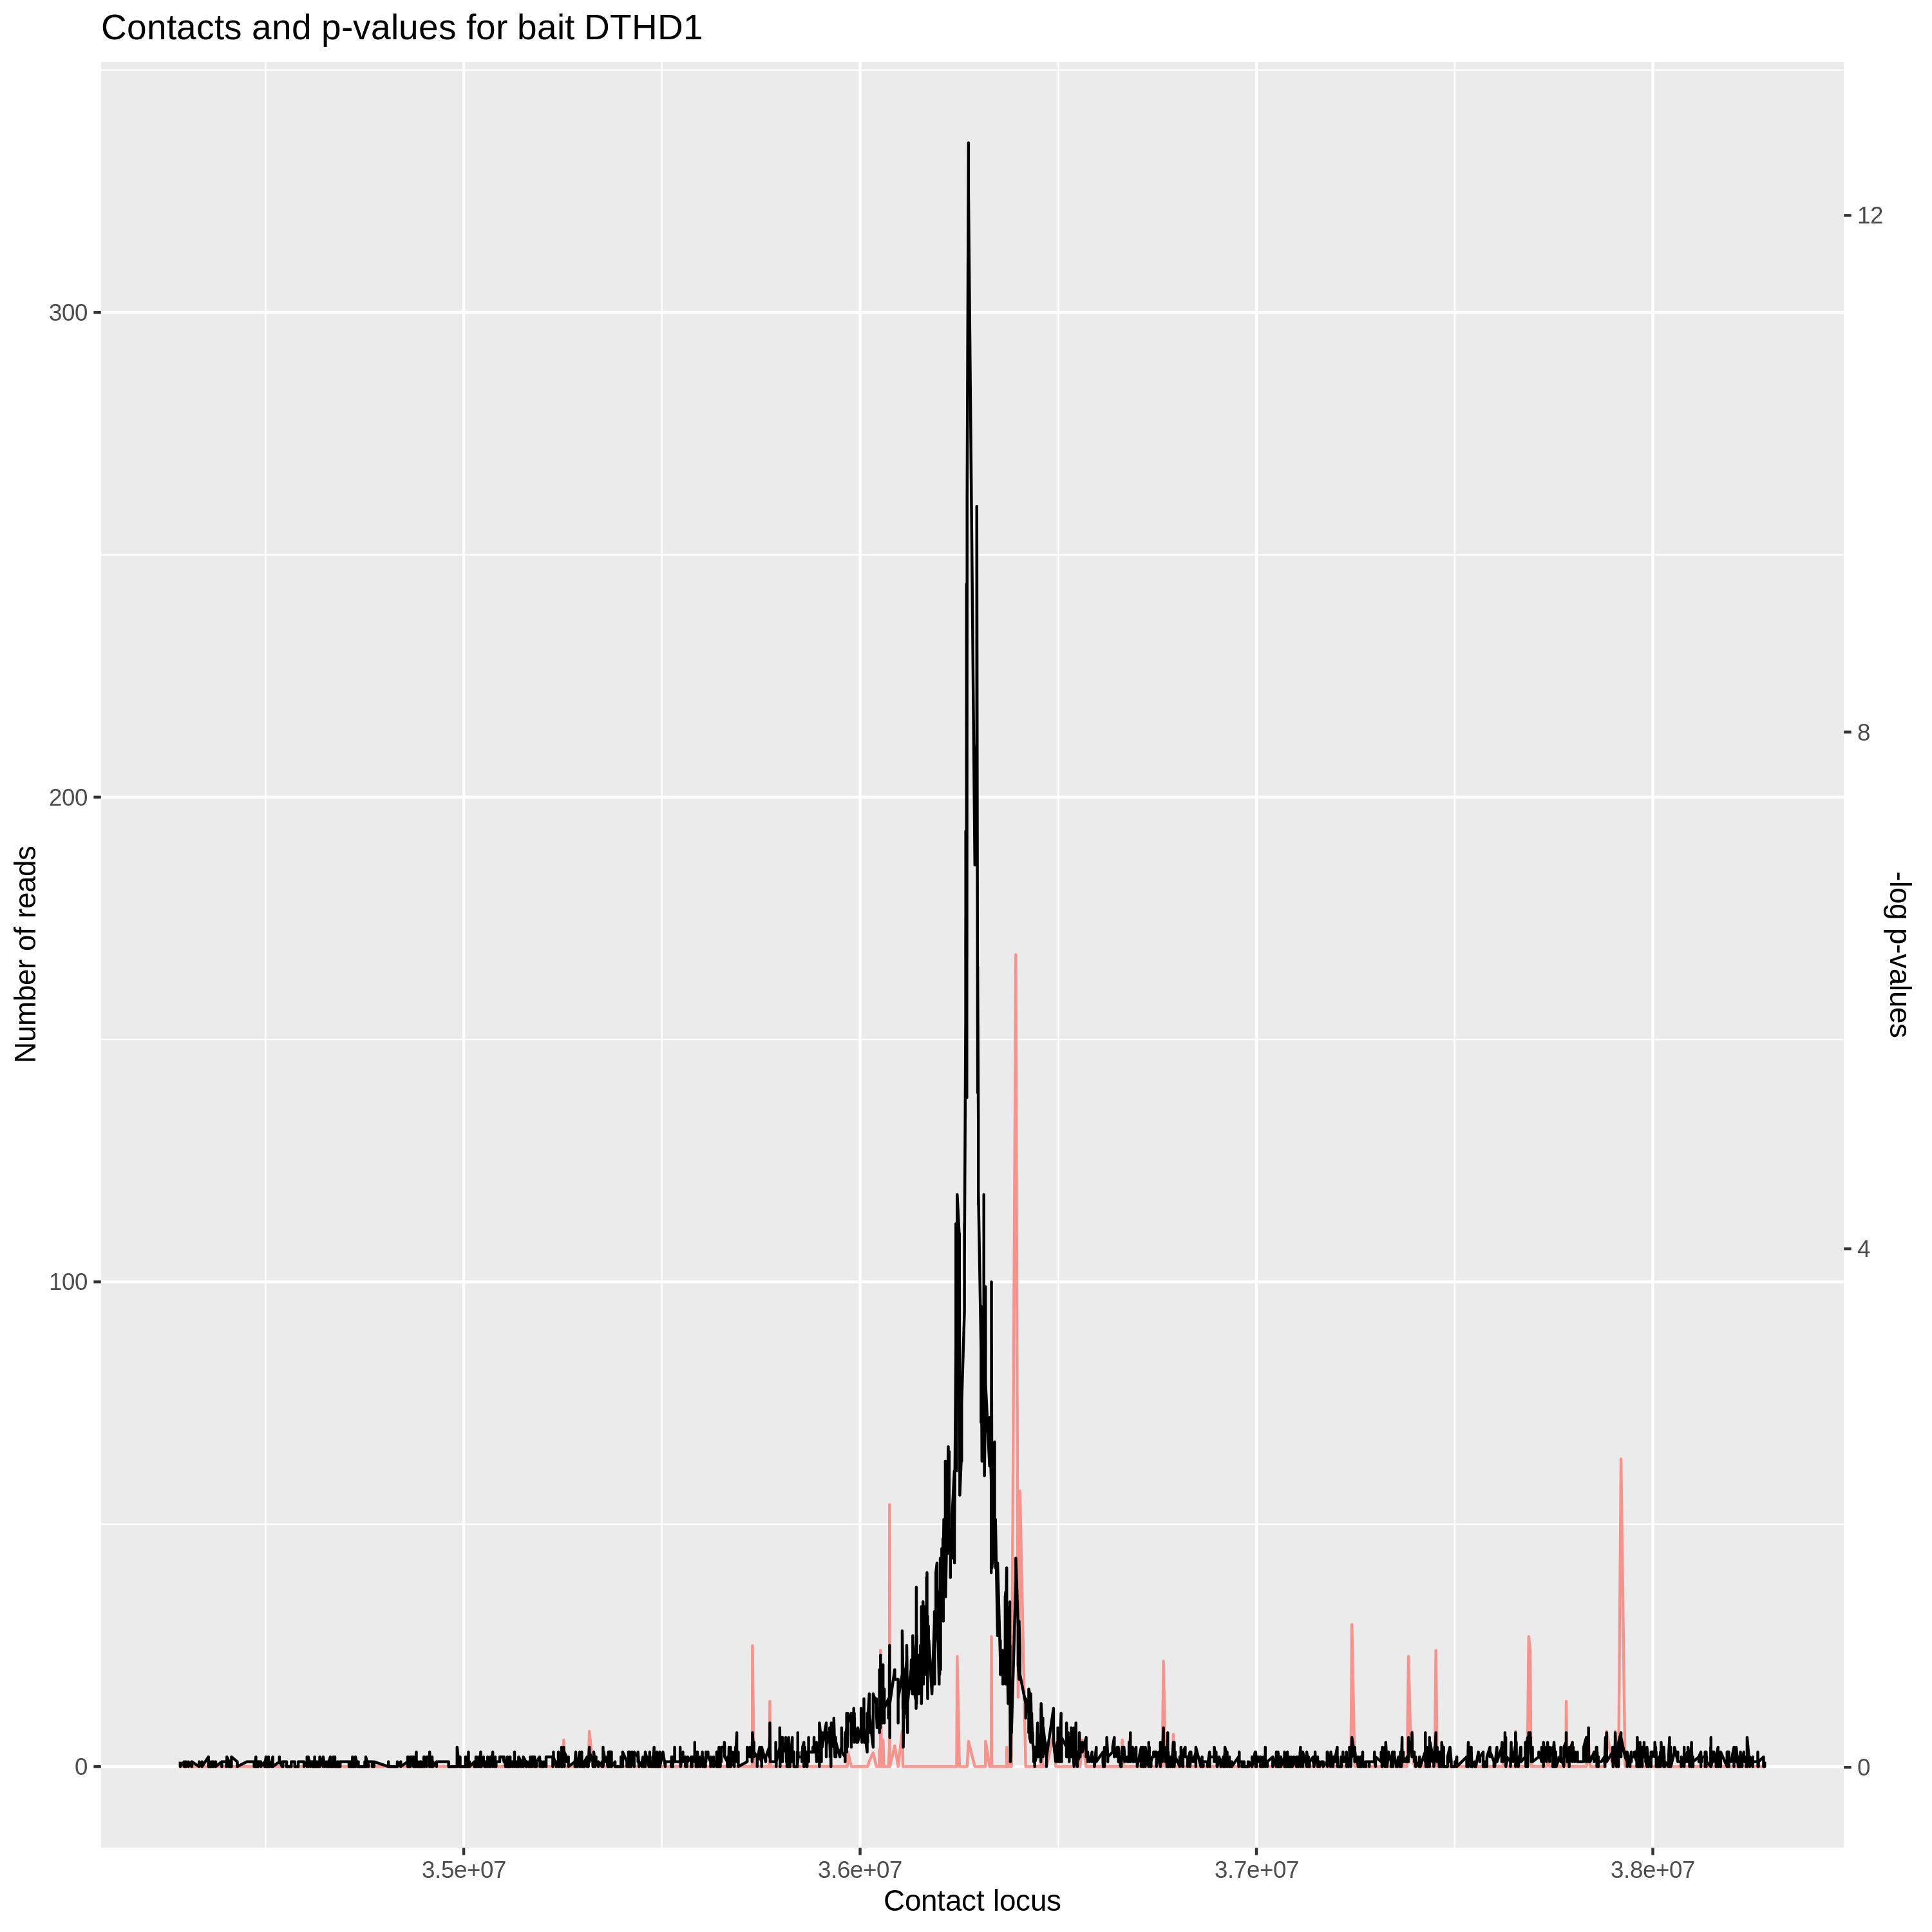 Contacts and p-values for bait DTHD1
300
200
100
0
Number of reads
12
8
4
0
-log p-values
3.5e+07
3.6e+07
3.7e+07
3.8e+07
Contact locus